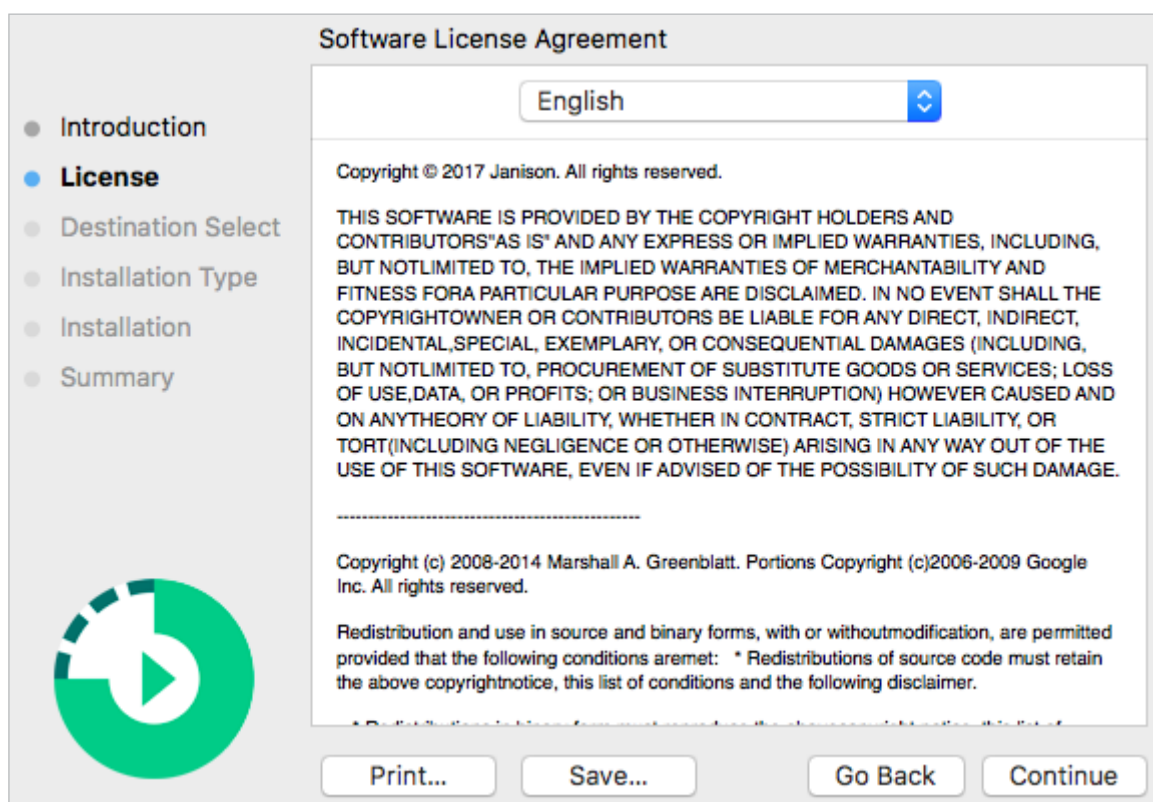 Software License Agreement
Introduction
License
Destination Select
Installation Type
Installation
Summary
English
Copyright © 2017 Janison. All rights reserved.
THIS SOFTWARE IS PROVIDED BY THE COPYRIGHT HOLDERS AND
CONTRIBUTORS"AS IS" AND ANY EXPRESS OR IMPLIED WARRANTIES, INCLUDING,
BUT NOTLIMITED TO, THE IMPLIED WARRANTIES OF MERCHANTABILITY AND
FITNESS FORA PARTICULAR PURPOSE ARE DISCLAIMED. IN NO EVENT SHALL THE
COPYRIGHTOWNER OR CONTRIBUTORS BE LIABLE FOR ANY DIRECT, INDIRECT,
INCIDENTAL,SPECIAL, EXEMPLARY, OR CONSEQUENTIAL DAMAGES (INCLUDING,
BUT NOTLIMITED TO, PROCUREMENT OF SUBSTITUTE GOODS OR SERVICES; LOSS
OF USE,DATA, OR PROFITS; OR BUSINESS INTERRUPTION) HOWEVER CAUSED AND
ON ANYTHEORY OF LIABILITY, WHETHER IN CONTRACT, STRICT LIABILITY, OR
TORT(INCLUDING NEGLIGENCE OR OTHERWISE) ARISING IN ANY WAY OUT OF THE
USE OF THIS SOFTWARE, EVEN IF ADVISED OF THE POSSIBILITY OF SUCH DAMAGE.
-------------------------------------------------
Copyright (c) 2008-2014 Marshall A. Greenblatt. Portions Copyright (c)2006-2009 Google
Inc. All rights reserved.
Redistribution and use in source and binary forms, with or withoutmodification, are permitted
provided that the following conditions aremet:   * Redistributions of source code must retain
the above copyrightnotice, this list of conditions and the following disclaimer.
Print...
Save...
Go Back
Continue